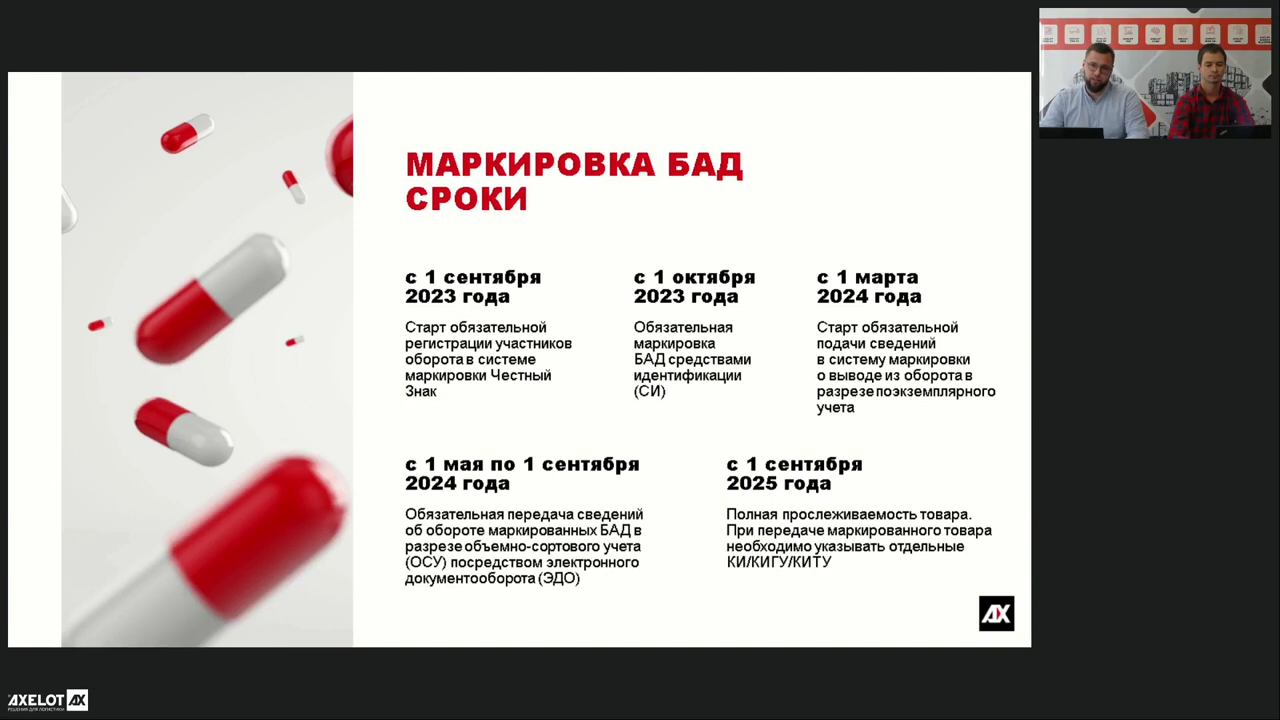 МАРКИРОВКА БАД
СРОКИ
с 1 сентября
2023 года
Старт обязательной
регистрации участников
оборота в системе
маркировки Честный
Знак
с 1 октября
2023 года
Обязательная
маркировка
БАД средствами
идентификации
(СИ)
с 1 марта
2024 года
Старт обязательной
подачи сведений
в систему маркировки
о выводе из оборота в
разрезе поэкземплярного
учета
с 1 мая по 1 сентября
2024 года
Обязательная передача сведений
об обороте маркированных БАД в
разрезе объемно-сортового учета
(ОСУ) посредством электронного
документооборота (ЭДО)
с 1 сентября
2025 года
Полная прослеживаемость товара.
При передаче маркированного товара
необходимо указывать отдельные
КИ/КИГУ/КИТУ
AX
AXELOT AX
РЕШЕНИЯ ДЛЯ ЛОГИСТИКИ